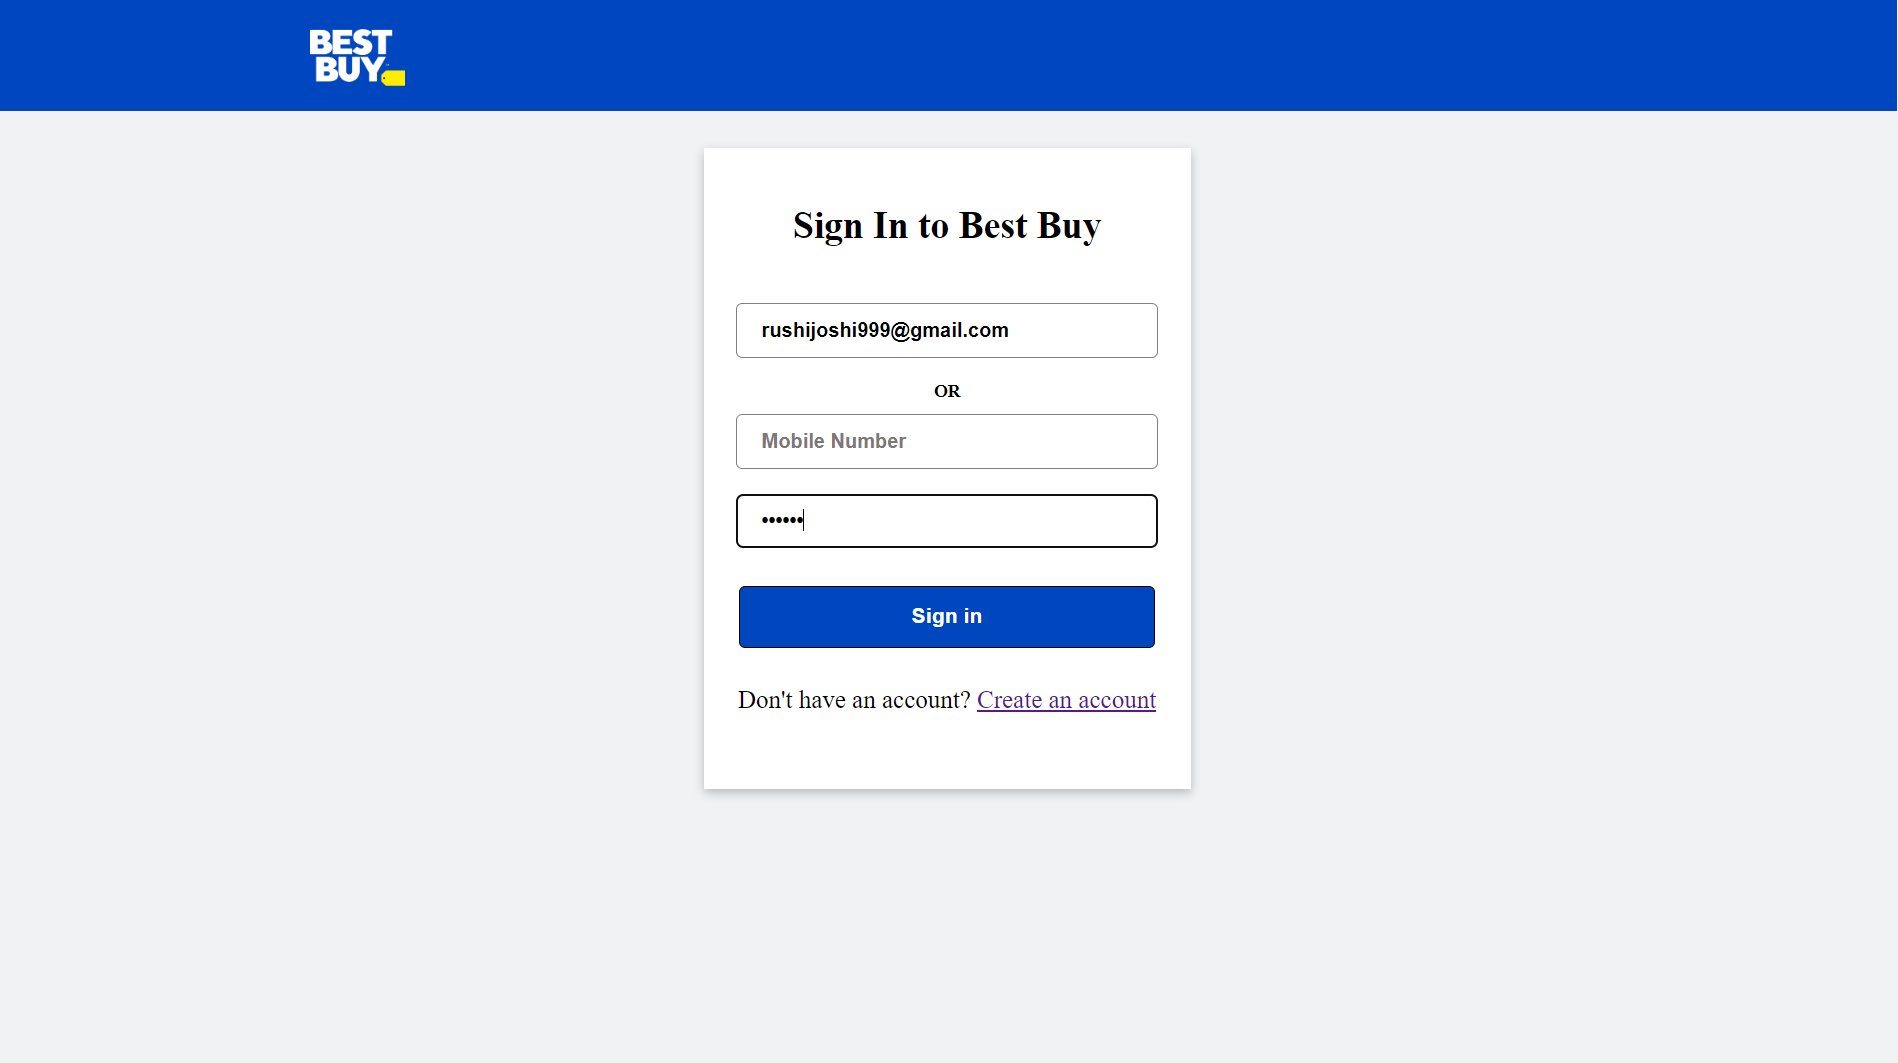 BEST
BUY
Sign In to Best Buy
rushijoshi999@gmail.com
OR
Mobile Number
••••••
Sign in
Don't have an account? Create an account